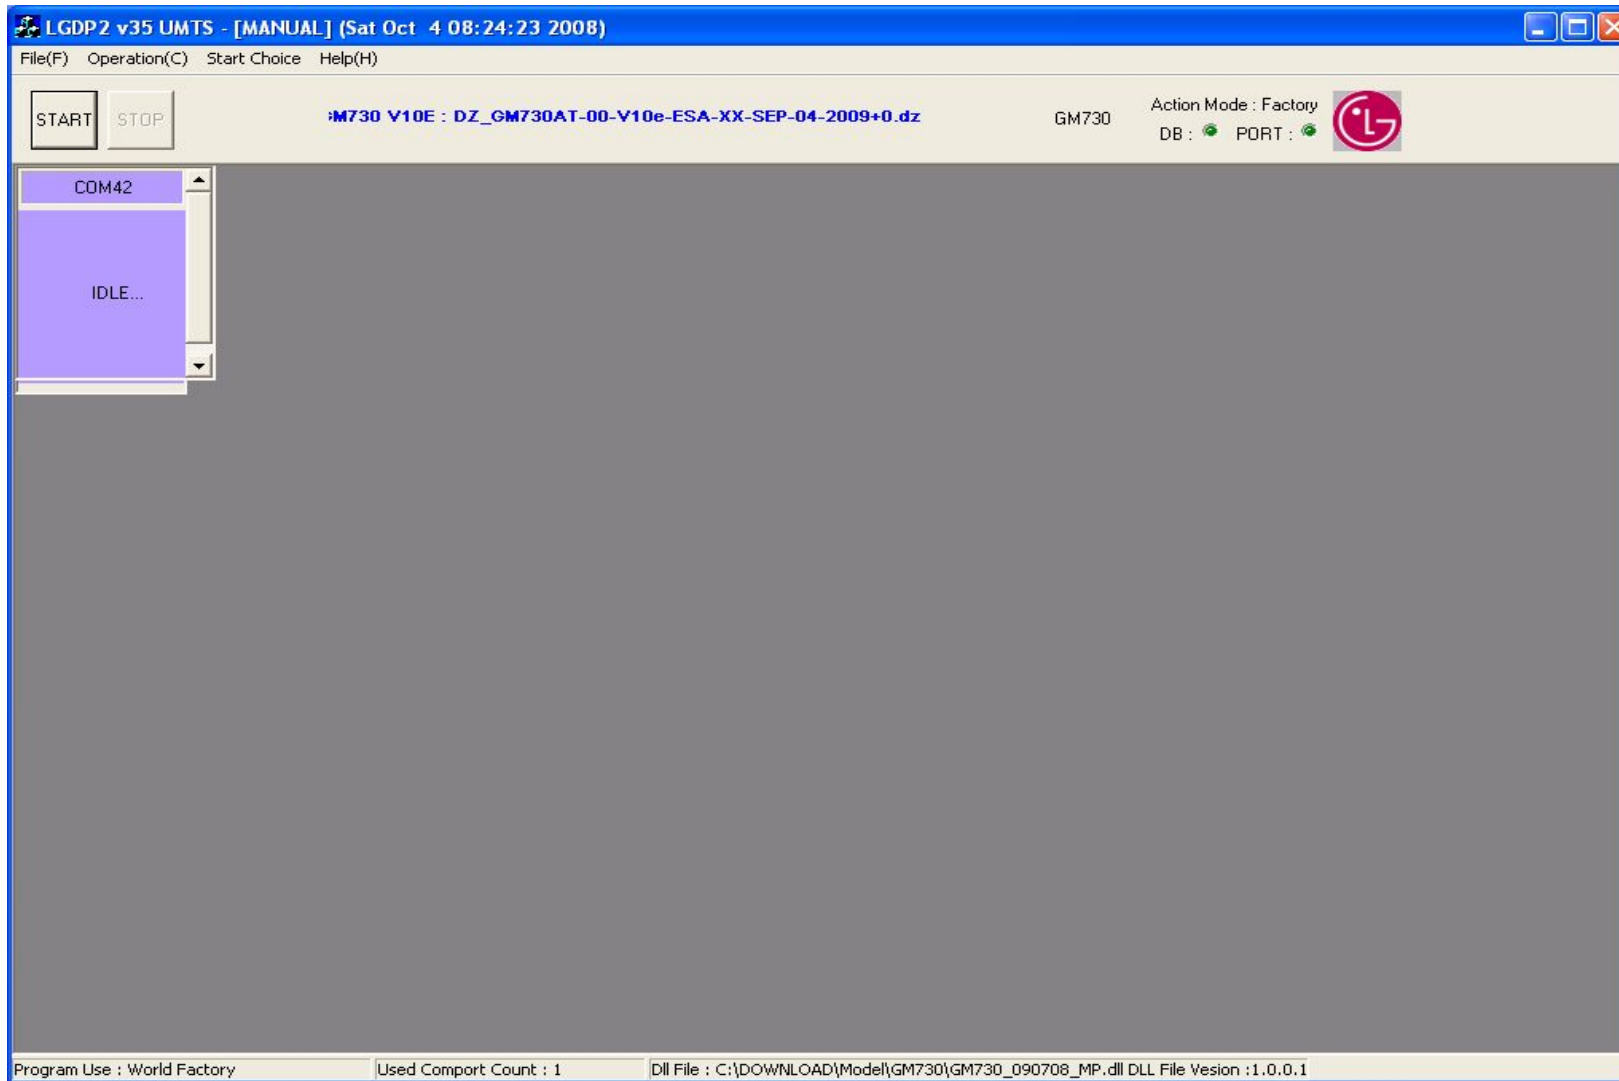 LGDP2 v35 UMTS - [MANUAL] (Sat Oct  4 08:24:23 2008)
File(F) Operation(C) Start Choice Help(H)
START STOP
M730 V10E : DZ_GM730AT-00-V10e-ESA-XX-SEP-04-2009+0.dz
GM730
Action Mode : Factory
DB : PORT :
COM42
IDLE...
Program Use : World Factory
Used Comport Count : 1
Dll File : C:\DOWNLOAD\Model\GM730\GM730_090708_MP.dll DLL File Vesion :1.0.0.1